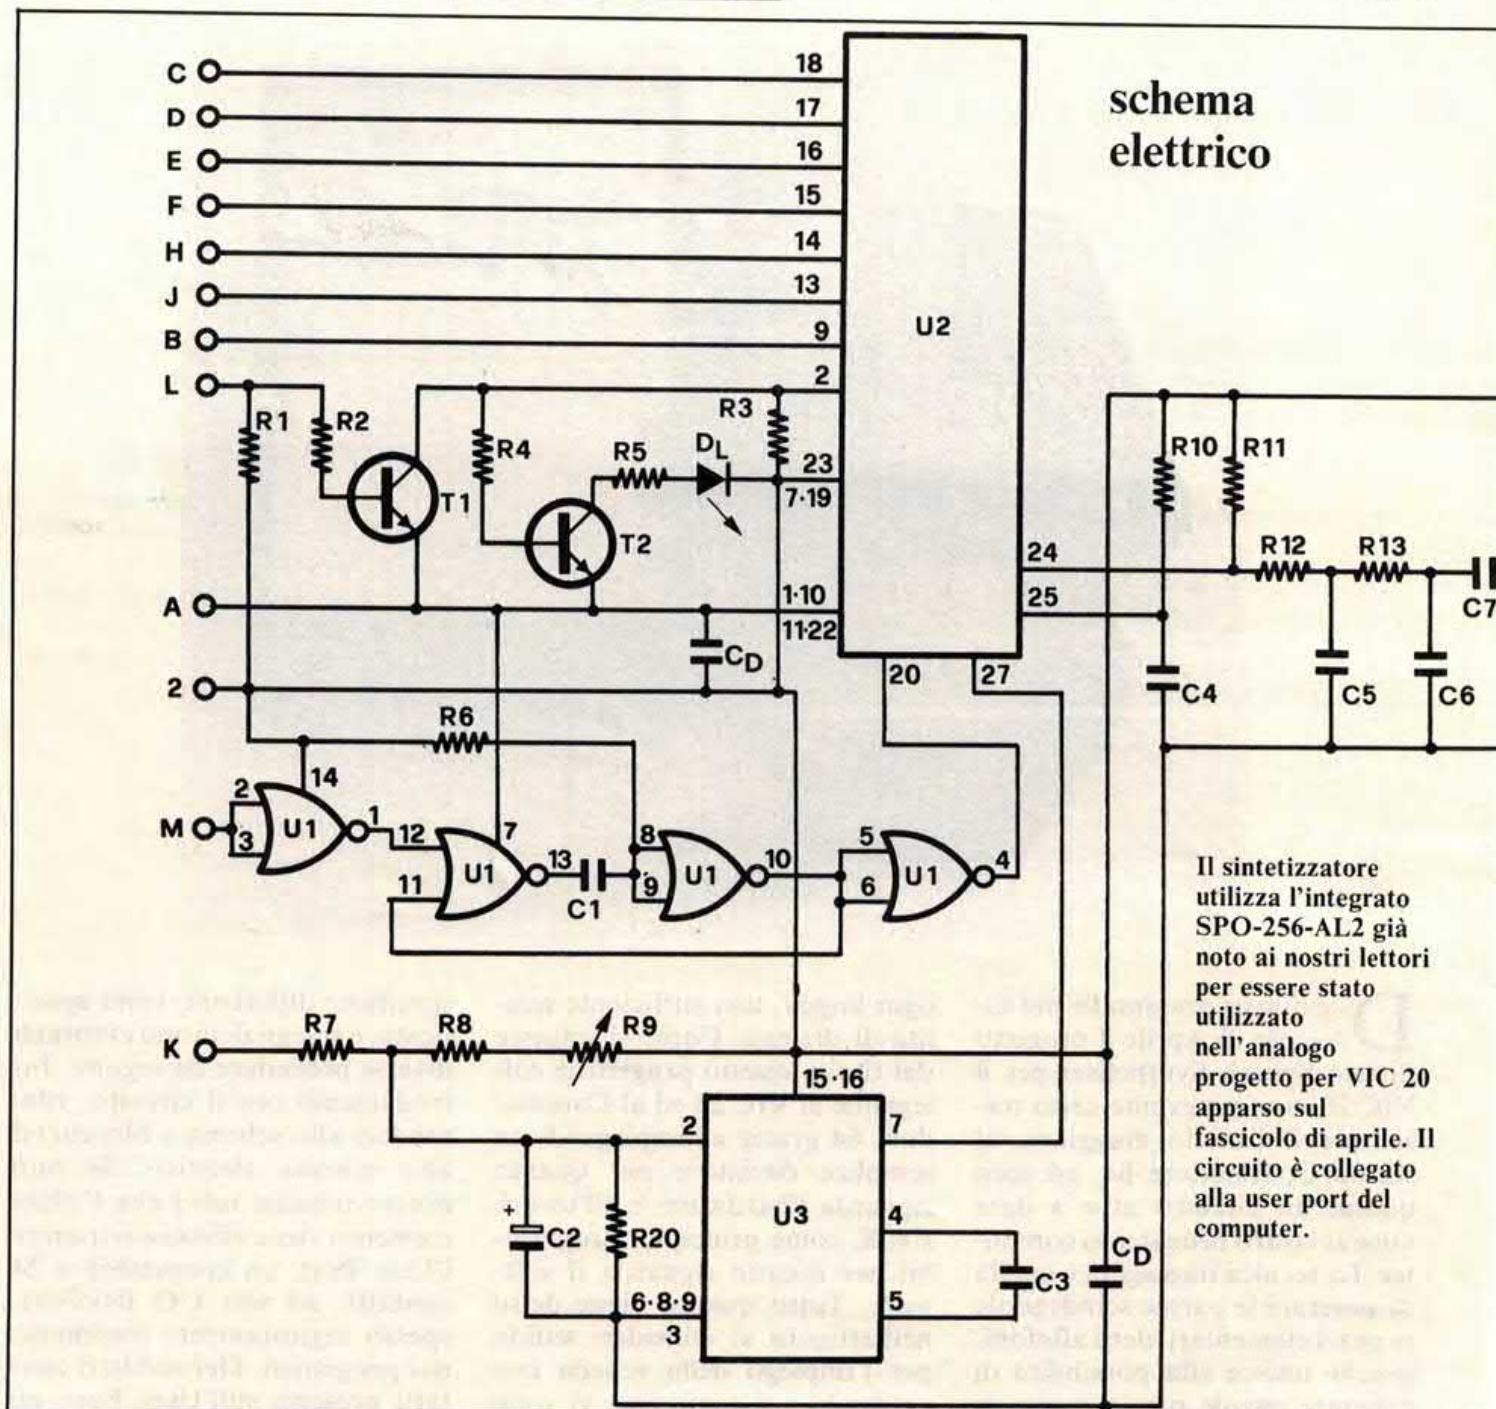 schema
elettrico
C 18
D 17
E 16
F 15
H 14
J 13
B 9
L 2
U2
R1 R2 T1 R4 R5 DL T2 R3
23
7·19
A 1·10
11·22
CD
2
20 27
24
25
R10 R11 R12 R13
C4 C5 C6 C7
R6
M 2 3 14 U1 1
12 11 7 U1 13
C1
8 9 U1 10
5 6 U1 4
K R7 R8 R9
15·16
2 7
U3
4
5
6·8·9
3
+
C2 R20 C3 CD
Il sintetizzatore
utilizza l'integrato
SPO-256-AL2 già
noto ai nostri lettori
per essere stato
utilizzato
nell'analogo
progetto per VIC 20
apparso sul
fascicolo di aprile. Il
circuito è collegato
alla user port del
computer.